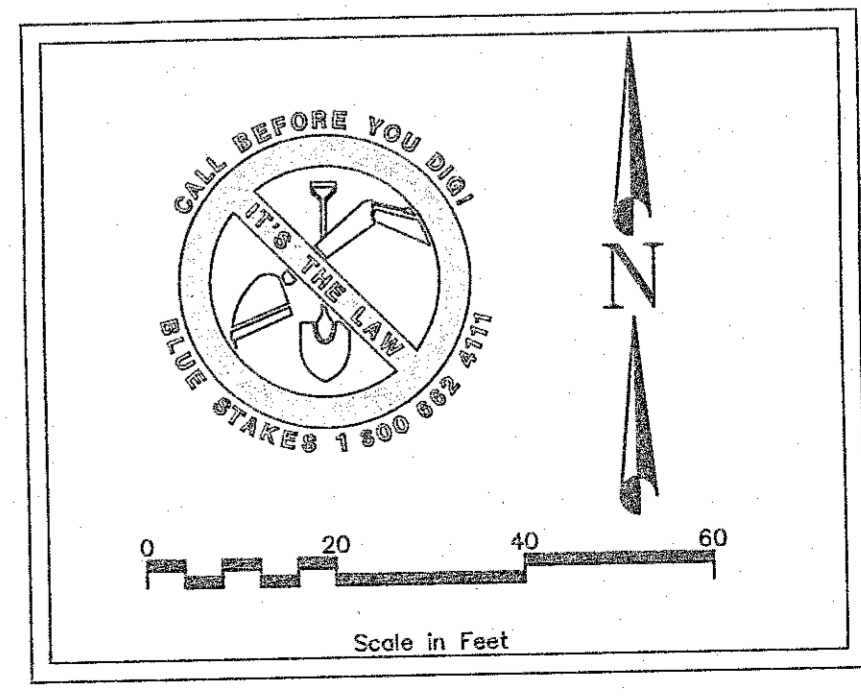 CALL BEFORE YOU DIG!
IT'S THE LAW
BLUE STAKES 1 800 662 4111
N
0 20 40 60
Scale in Feet